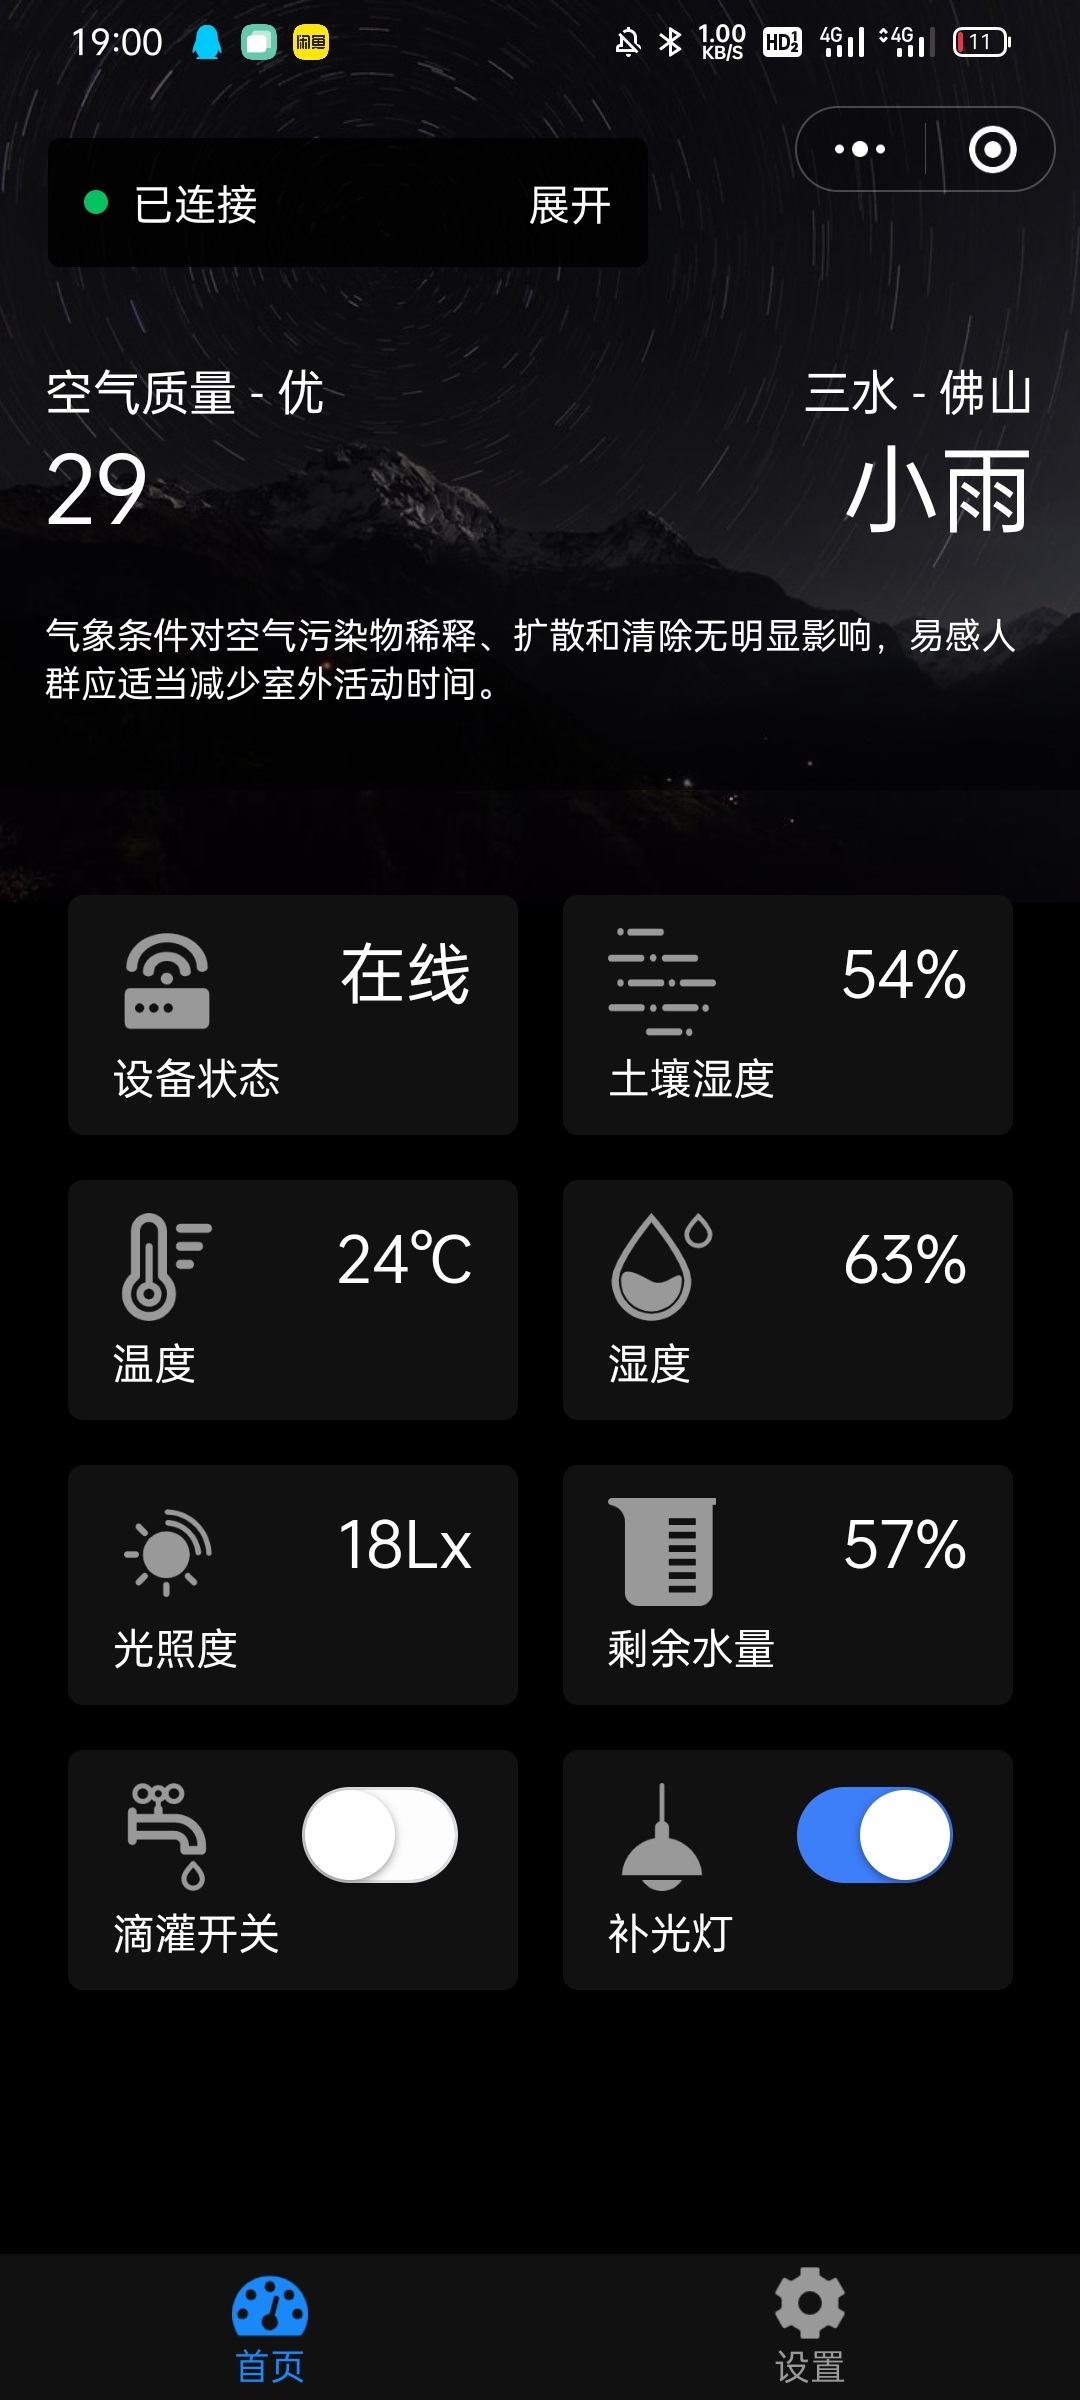 19:00 闲鱼 1.00 KB/S HD 1 2 4G 4G 11
已连接 展开
空气质量 - 优 三水 - 佛山
29 小雨
气象条件对空气污染物稀释、扩散和清除无明显影响，易感人
群应适当减少室外活动时间。
在线 54%
设备状态 土壤湿度
24℃ 63%
温度 湿度
18Lx 57%
光照度 剩余水量
滴灌开关 补光灯
首页 设置